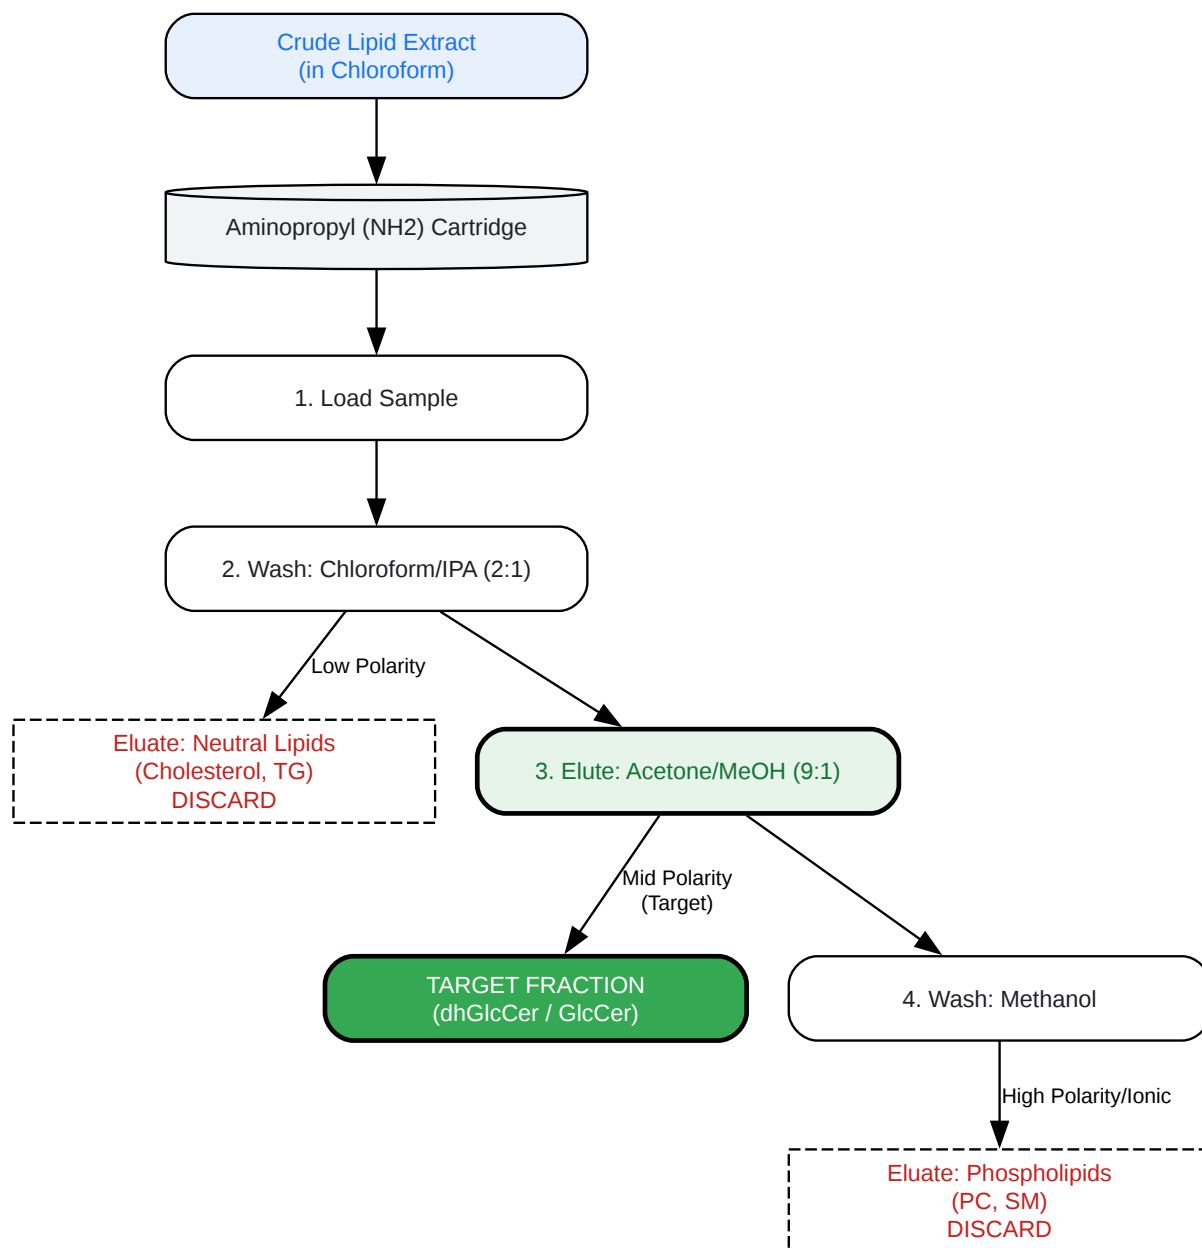 Crude Lipid Extract
(in Chloroform)
Aminopropyl (NH2) Cartridge
1. Load Sample
2. Wash: Chloroform/IPA (2:1)
Low Polarity
Eluate: Neutral Lipids
(Cholesterol, TG)
DISCARD
3. Elute: Acetone/MeOH (9:1)
Mid Polarity
(Target)
TARGET FRACTION
(dhGlcCer / GlcCer)
4. Wash: Methanol
High Polarity/Ionic
Eluate: Phospholipids
(PC, SM)
DISCARD